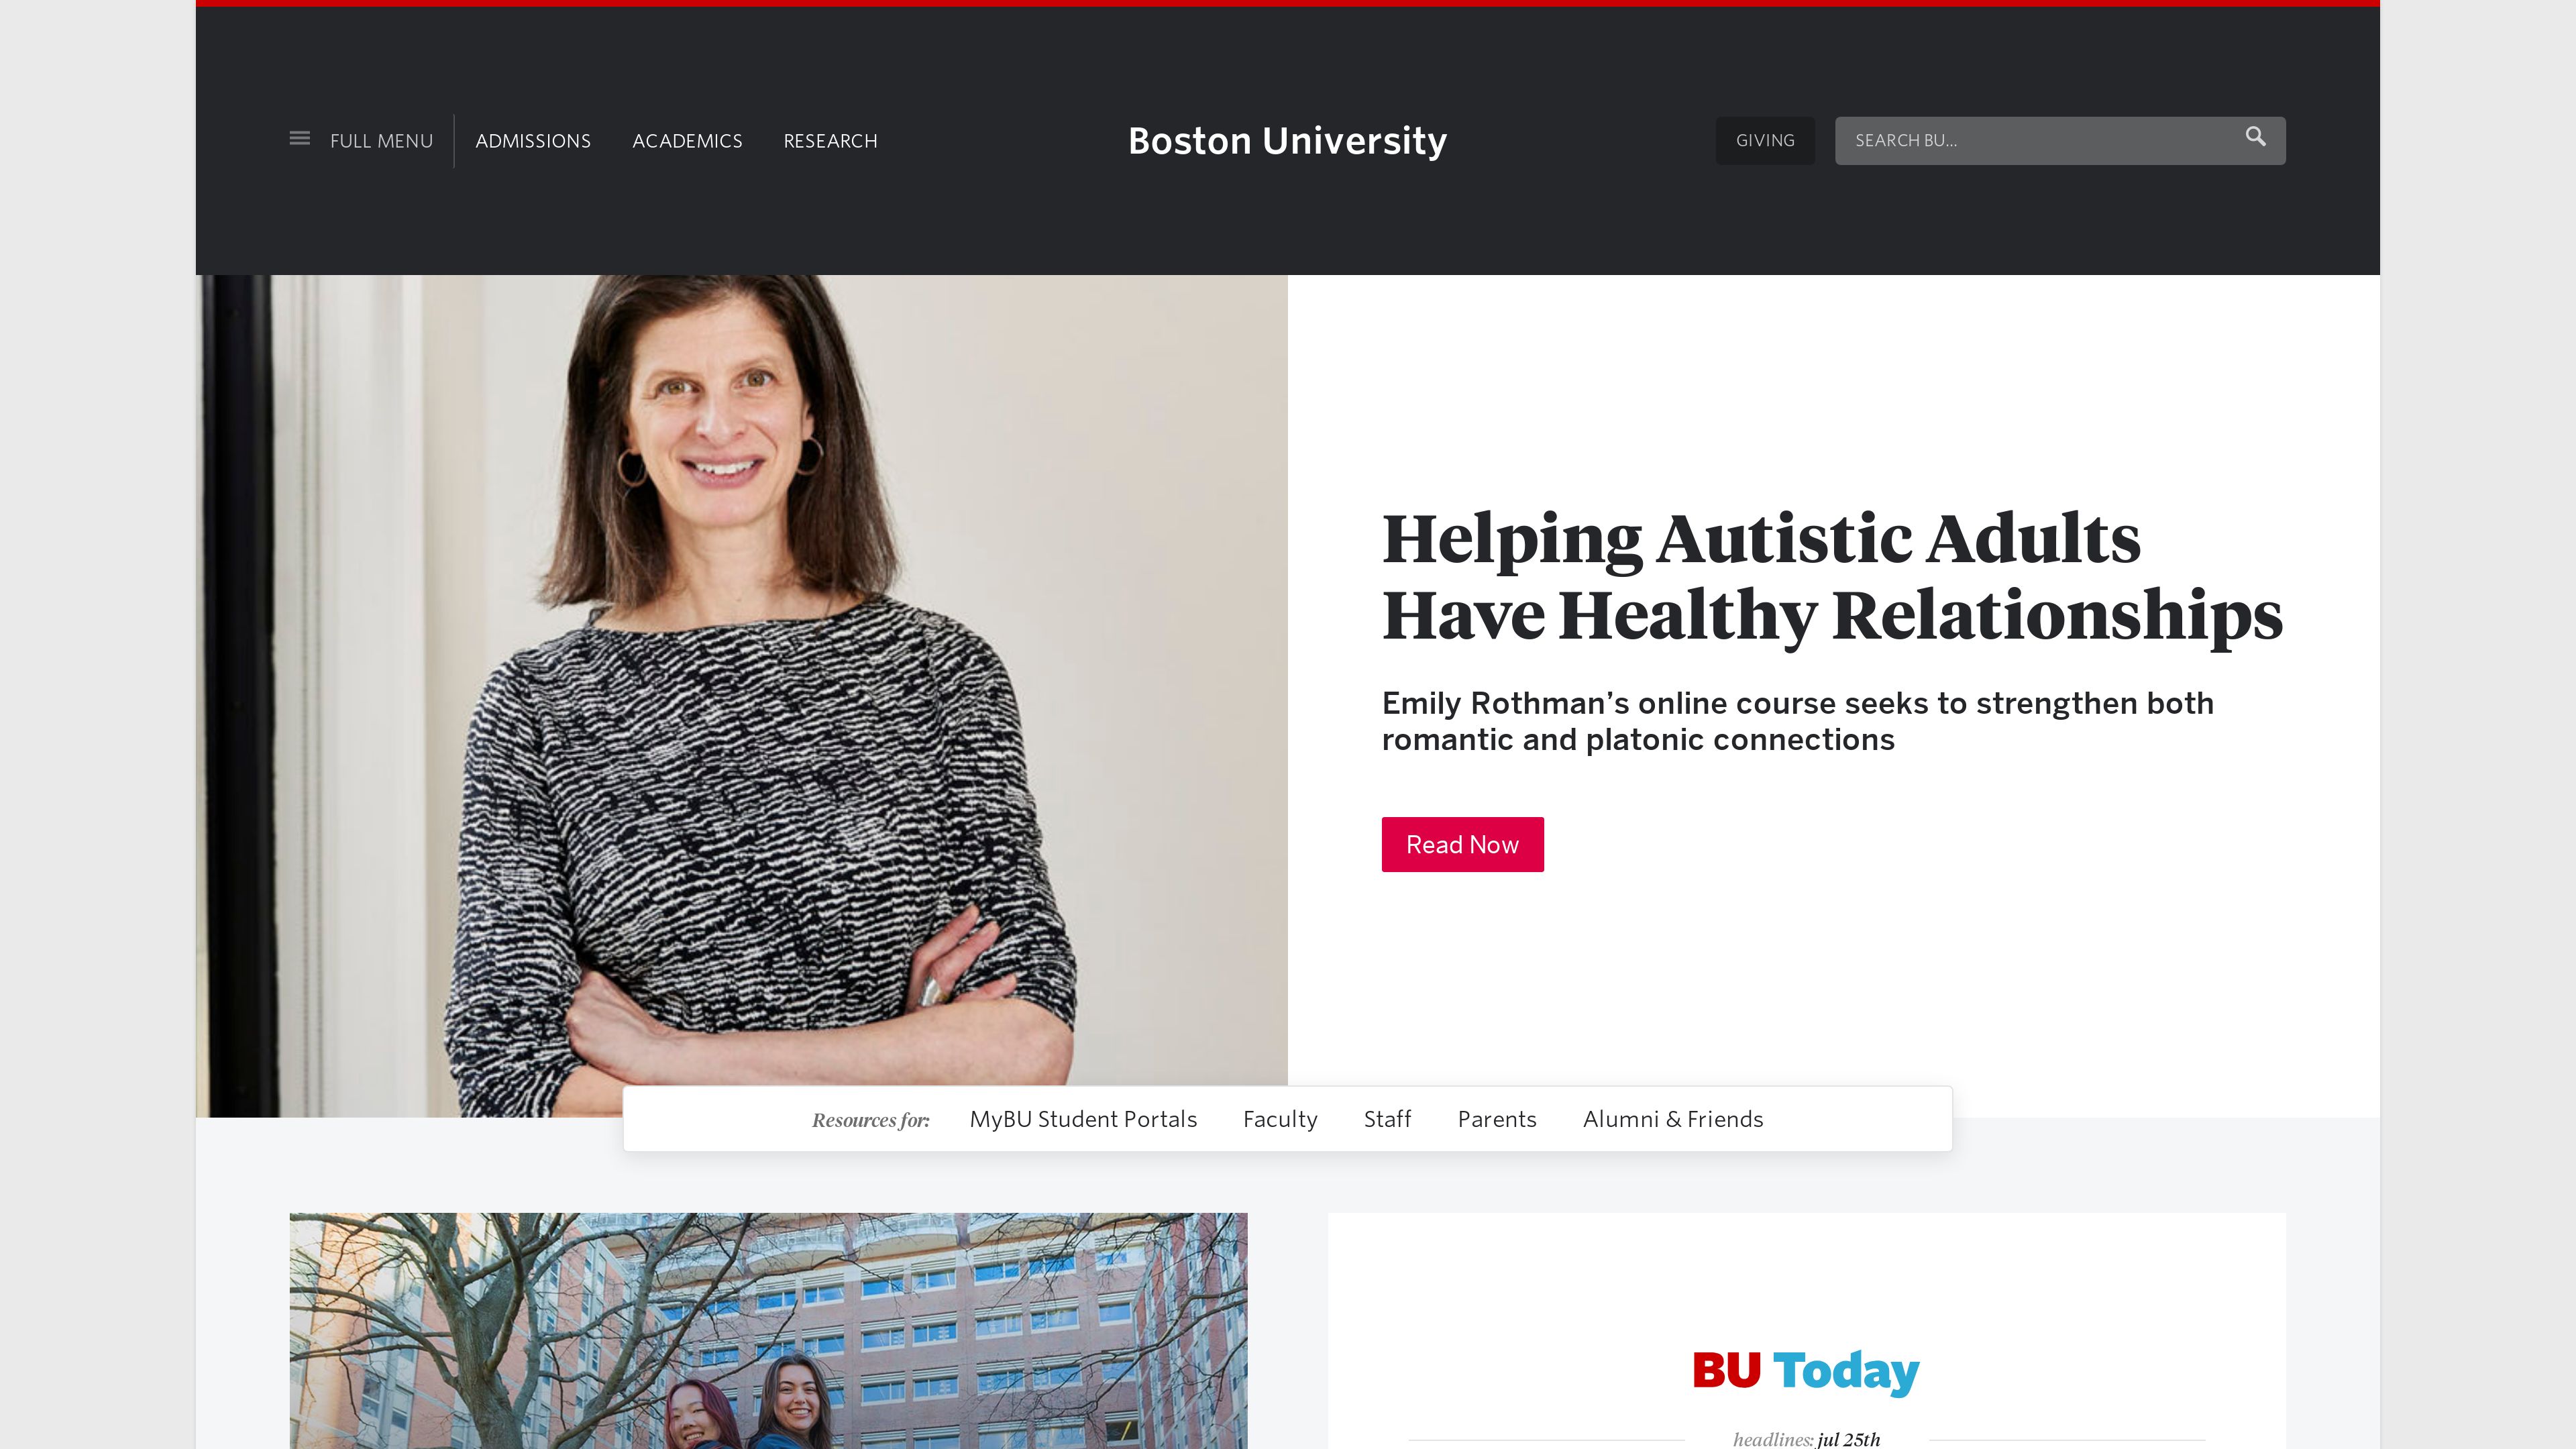 FULL MENU
ADMISSIONS
ACADEMICS
RESEARCH
Boston University
GIVING
SEARCH BU...
Helping Autistic Adults
Have Healthy Relationships
Emily Rothman’s online course seeks to strengthen both
romantic and platonic connections
Read Now
Resources for:
MyBU Student Portals
Faculty
Staff
Parents
Alumni & Friends
BU Today
headlines: jul 25th